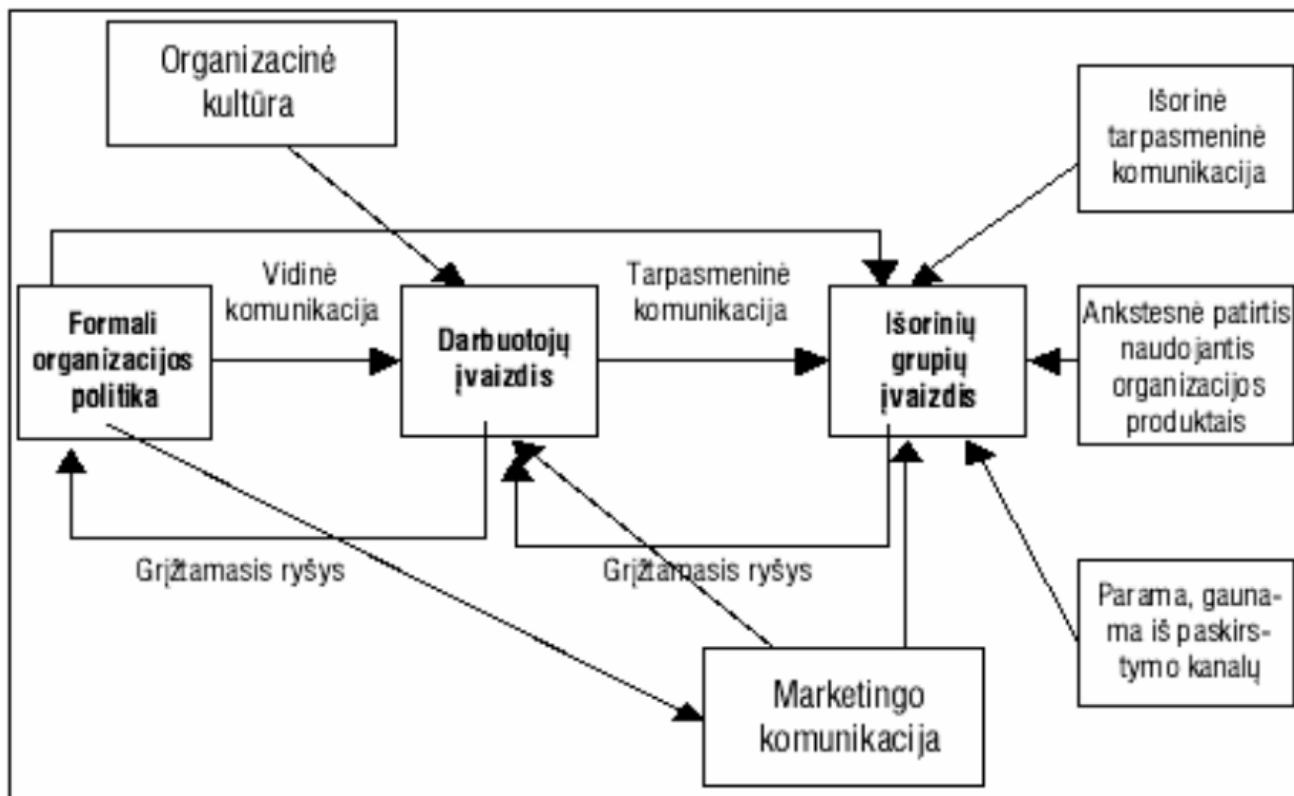 Organizacinė
kultūra
Išorinė
tarpasmeninė
komunikacija
Vidinė
komunikacija
Tarpasmeninė
komunikacija
Formali
organizacijos
politika
Darbuotojų
įvaizdis
Išorinių
grupių
įvaizdis
Ankstesnė patirtis
naudojantis
organizacijos
produktais
Grįžtamasis ryšys
Grįžtamasis ryšys
Parama, gauna-
ma iš paskirs-
tymo kanalų
Marketingo
komunikacija